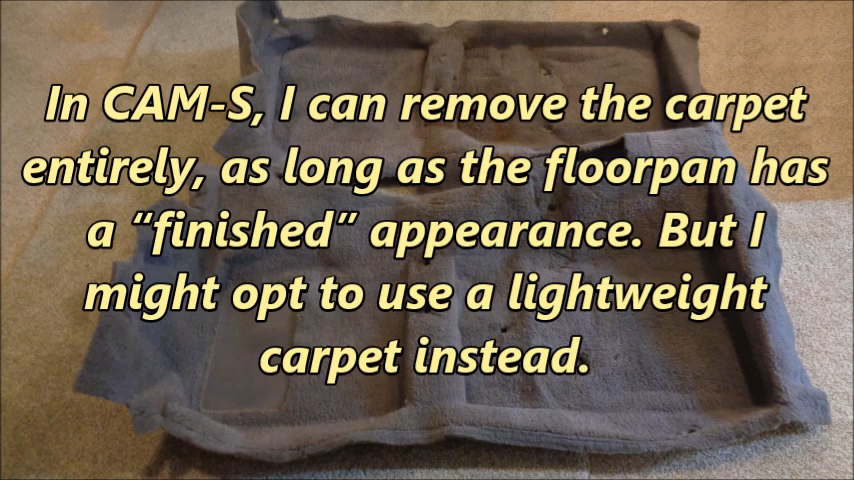 In CAM-S, I can remove the carpet
entirely, as long as the floorpan has
a “finished” appearance. But I
might opt to use a lightweight
carpet instead.